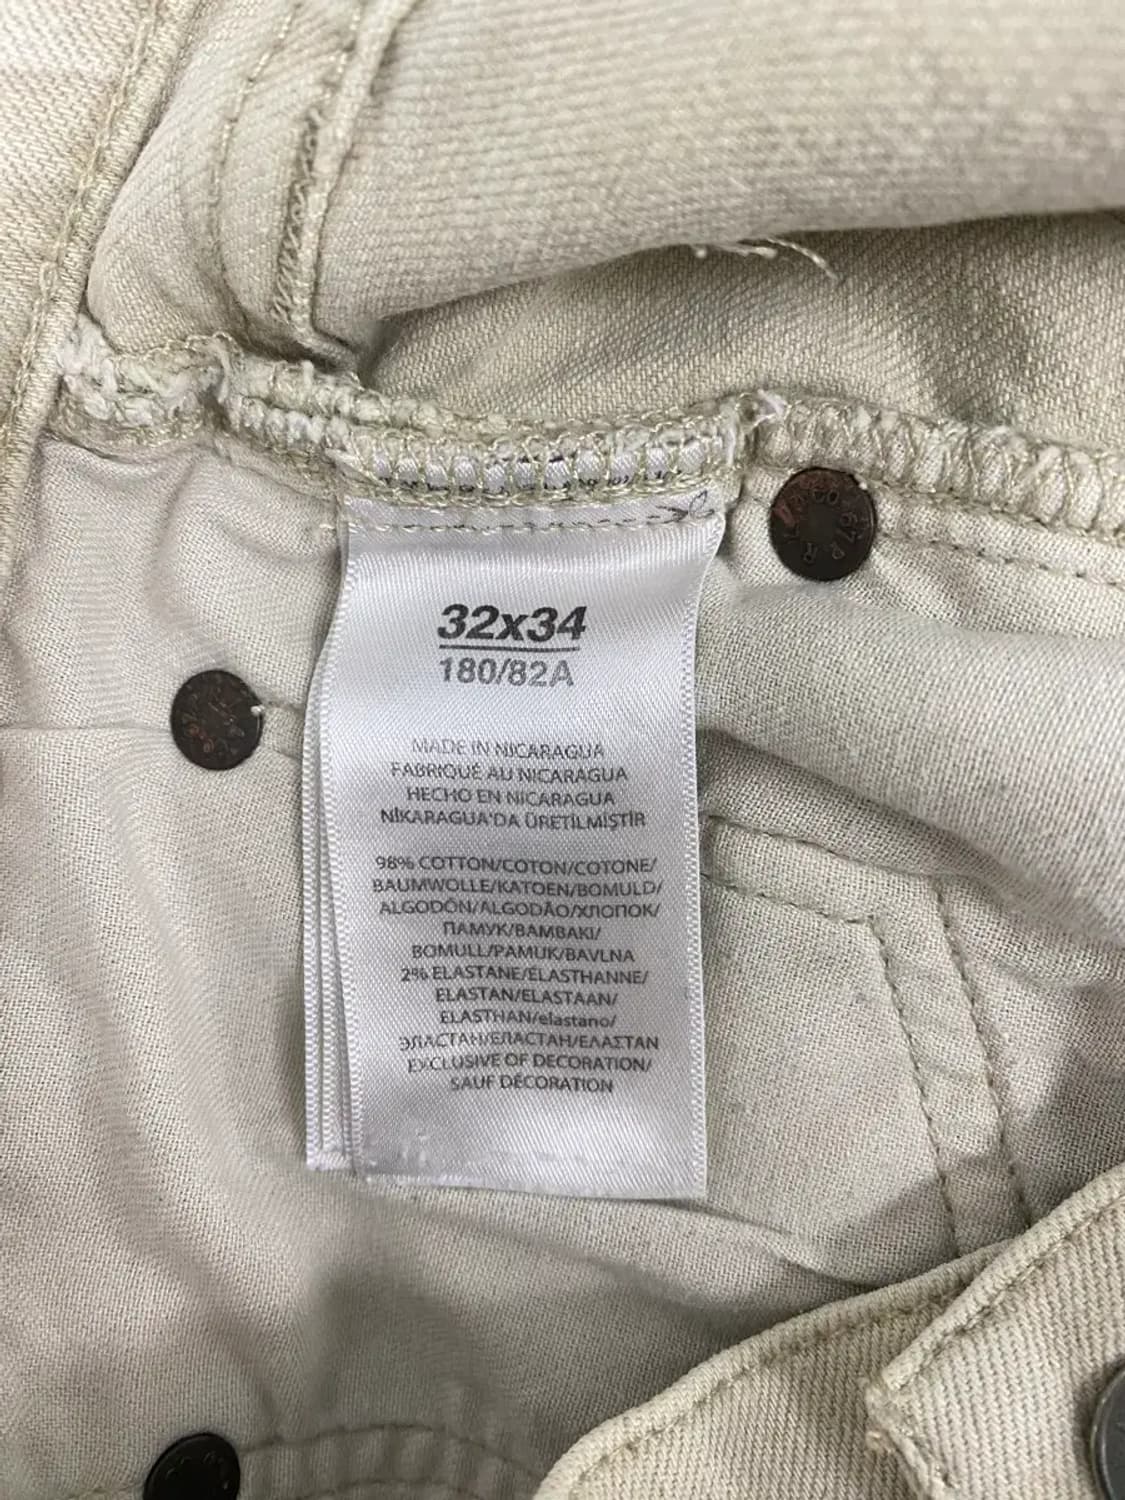 32x34
180/82A
MADE IN NICARAGUA
FABRIQUÉ AU NICARAGUA
HECHO EN NICARAGUA
NİKARAGUA'DA ÜRETİLMİŞTİR
98% COTTON/COTON/COTONE/
BAUMWOLLE/KATOEN/BOMULD/
ALGODÓN/ALGODÃO/ХЛОПОК/
ПАМУК/ΒΑΜΒΑΚΙ/
BOMULL/PAMUK/BAVLNA
2% ELASTANE/ÉLASTHANNE/
ELASTAN/ELASTAAN/
ELASTHAN/elastano/
ЭЛАСТАН/ЕЛАСТАН/ΕΛΑΣΤΑΝ
EXCLUSIVE OF DECORATION/
SAUF DÉCORATION